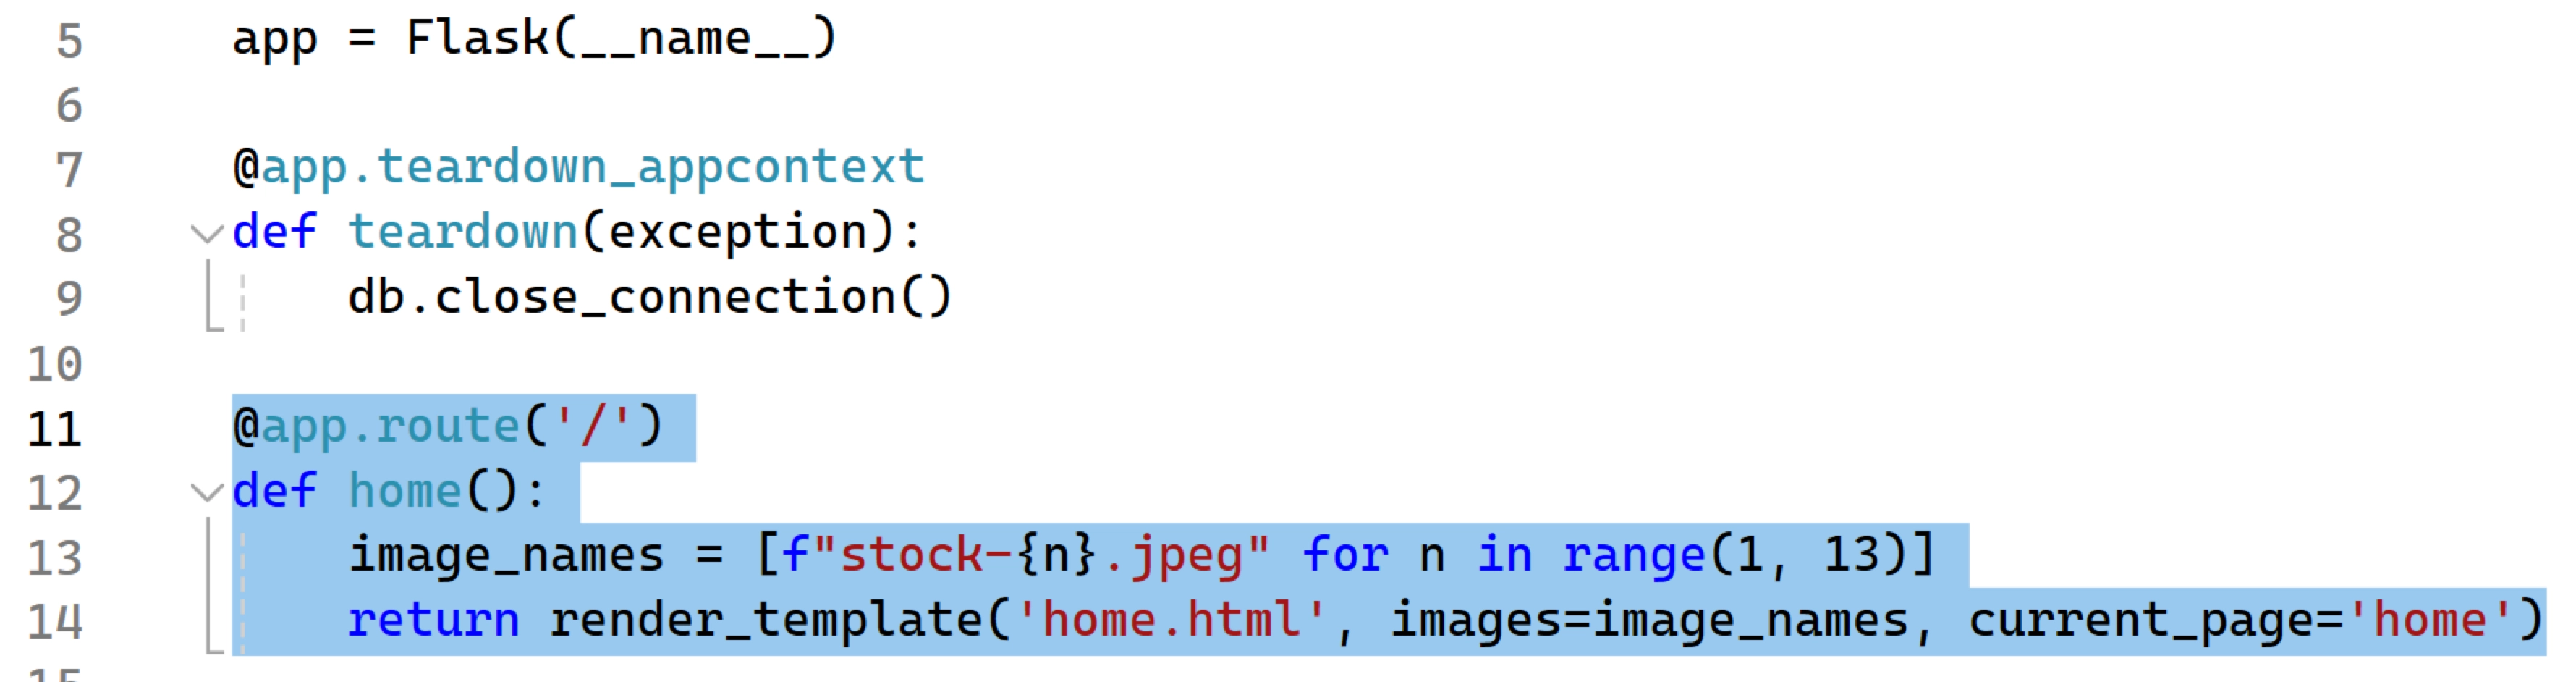 5 app = Flask(__name__)
6
7 @app.teardown_appcontext
8 def teardown(exception):
9     db.close_connection()
10
11 @app.route('/')
12 def home():
13     image_names = [f"stock-{n}.jpeg" for n in range(1, 13)]
14     return render_template('home.html', images=image_names, current_page='home')
15